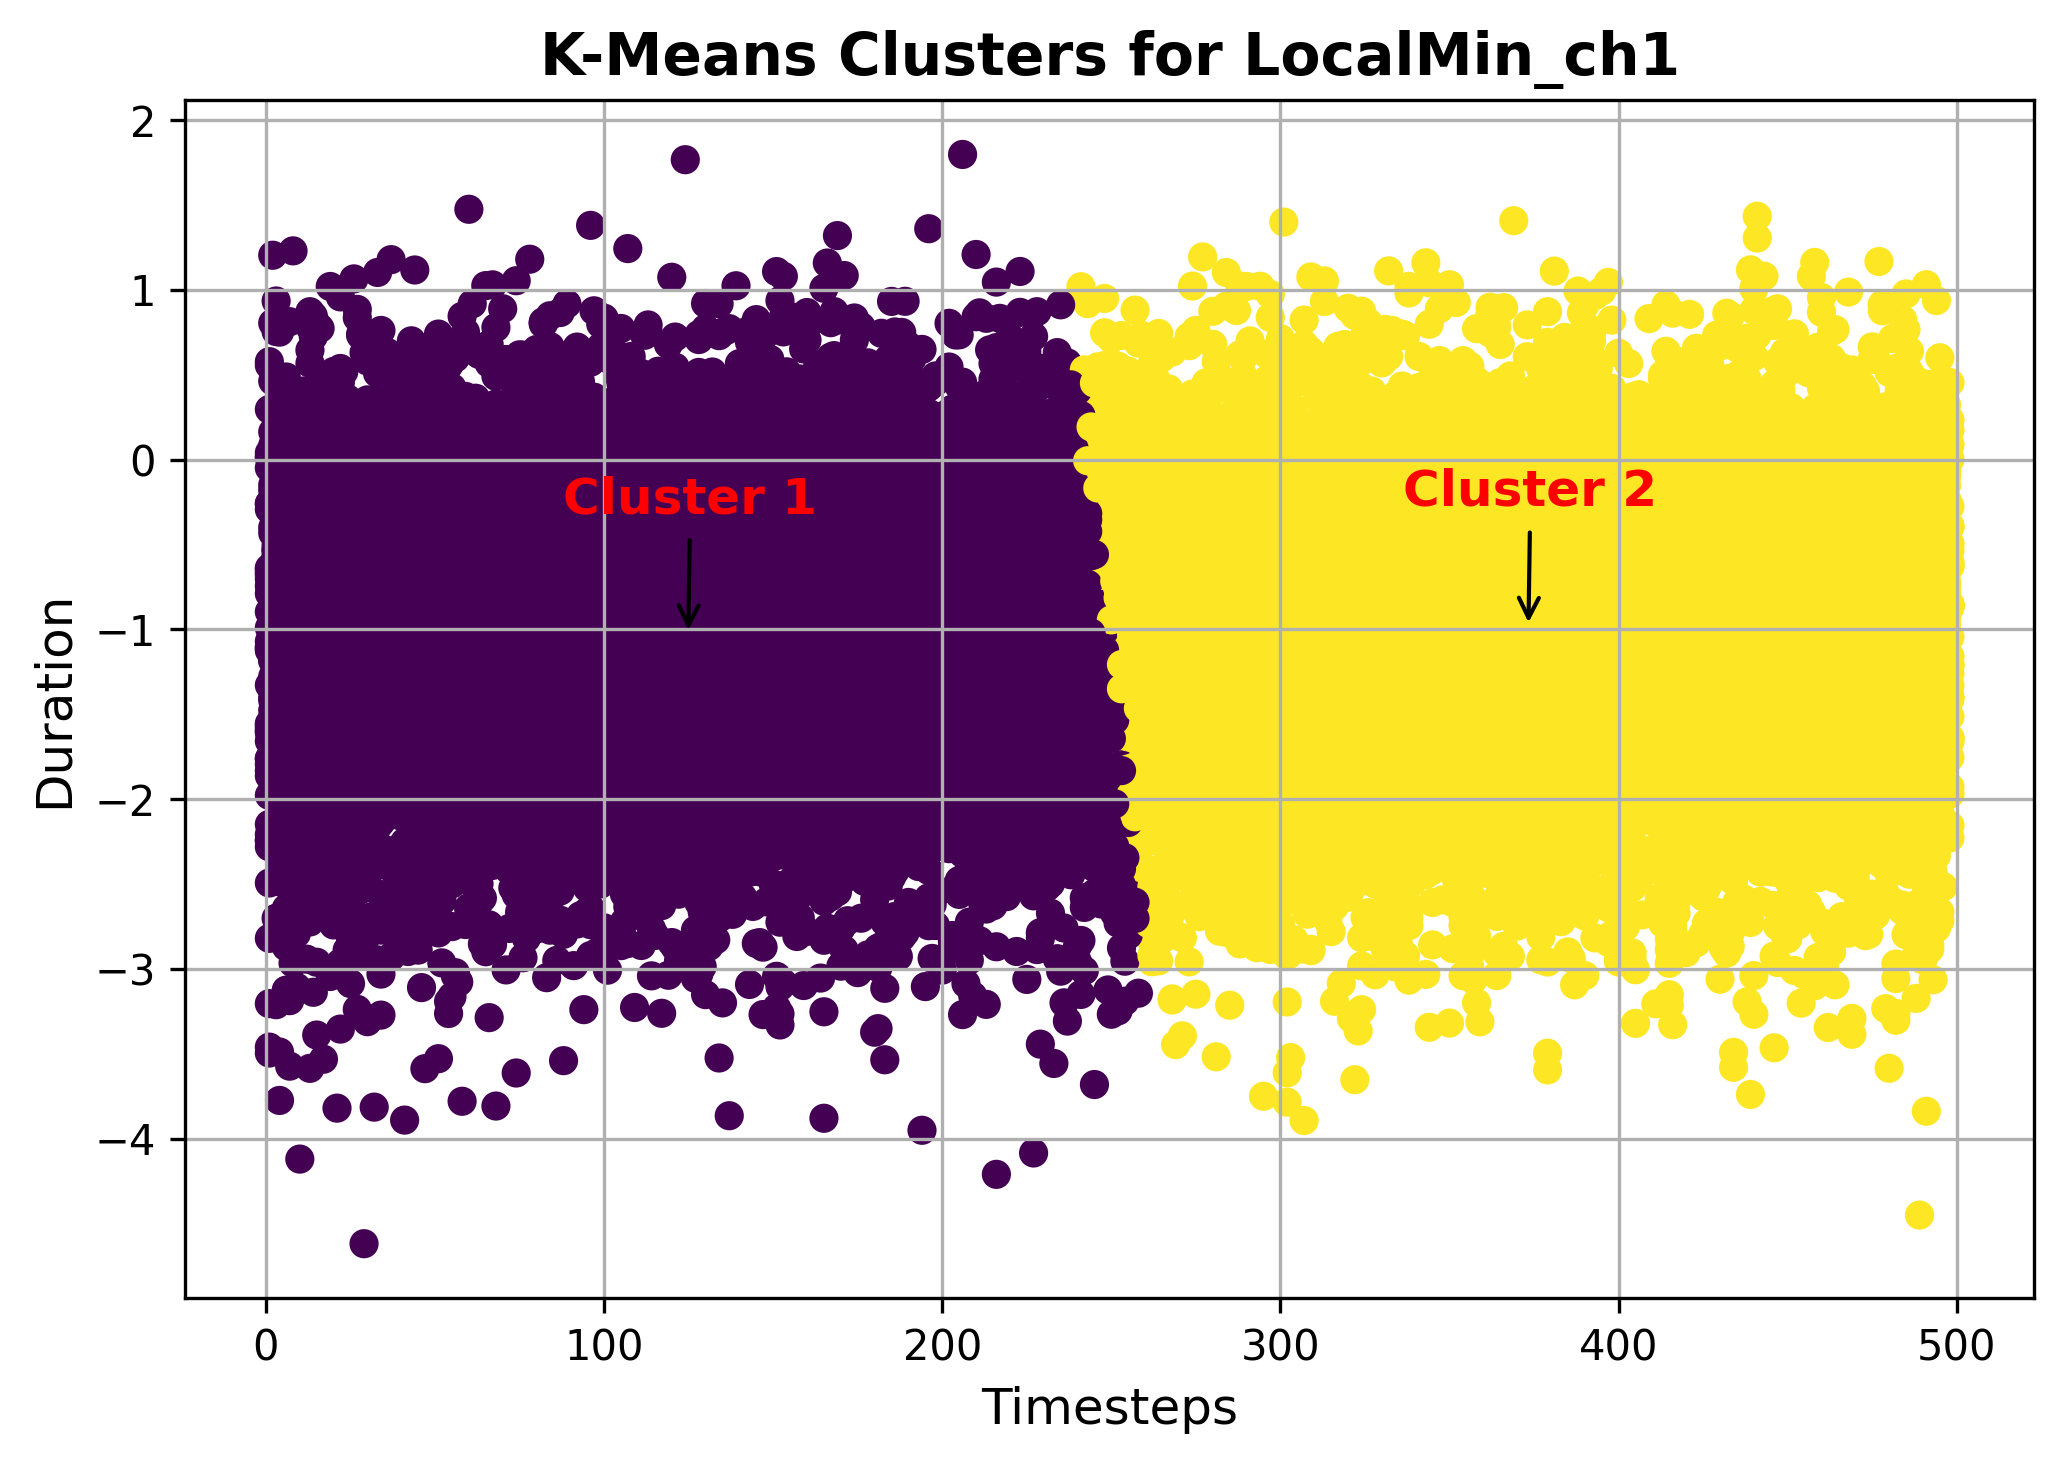 K-Means Clusters for LocalMin_ch1
2
1
0
−1
−2
−3
−4
Duration
Cluster 1
Cluster 2
0 100 200 300 400 500
Timesteps